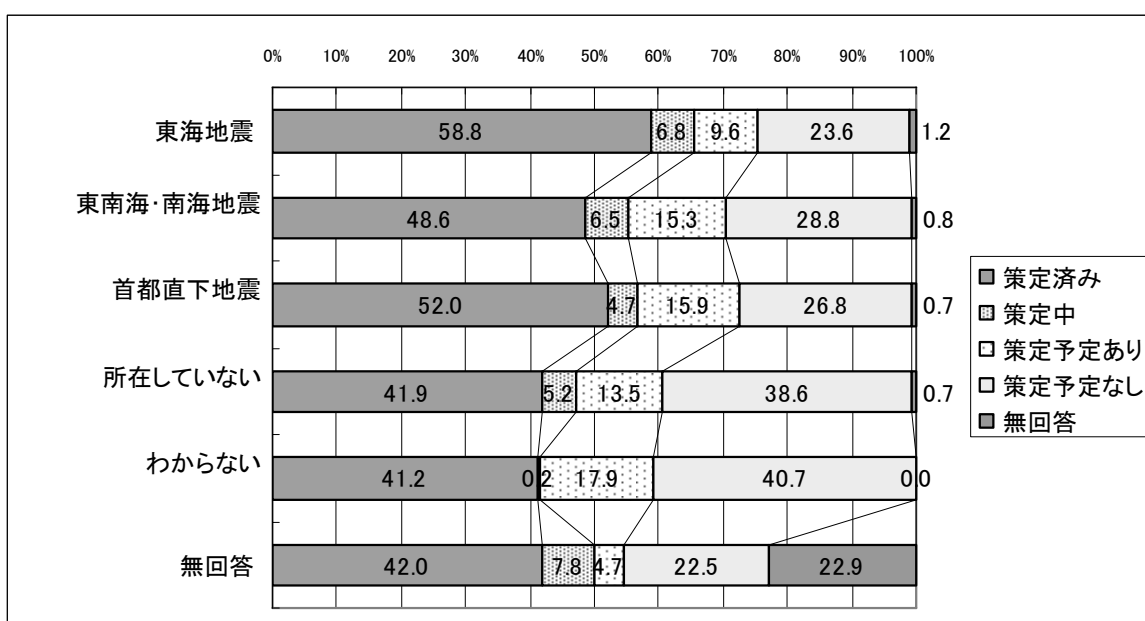 0% 10% 20% 30% 40% 50% 60% 70% 80% 90% 100%
東海地震 58.8 6.8 9.6 23.6 1.2
東南海・南海地震 48.6 6.5 15.3 28.8 0.8
首都直下地震 52.0 4.7 15.9 26.8 0.7
所在していない 41.9 5.2 13.5 38.6 0.7
わからない 41.2 0.2 17.9 40.7 0.0
無回答 42.0 7.8 4.7 22.5 22.9
策定済み
策定中
策定予定あり
策定予定なし
無回答